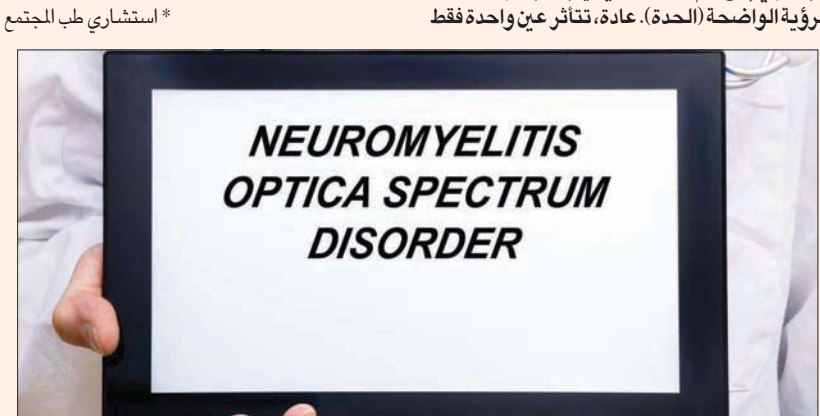 لرؤية الواضحة (الحدة). عادة، تتأثر عين واحدة فقط
* استشاري طب المجتمع
NEUROMYELITIS
OPTICA SPECTRUM
DISORDER